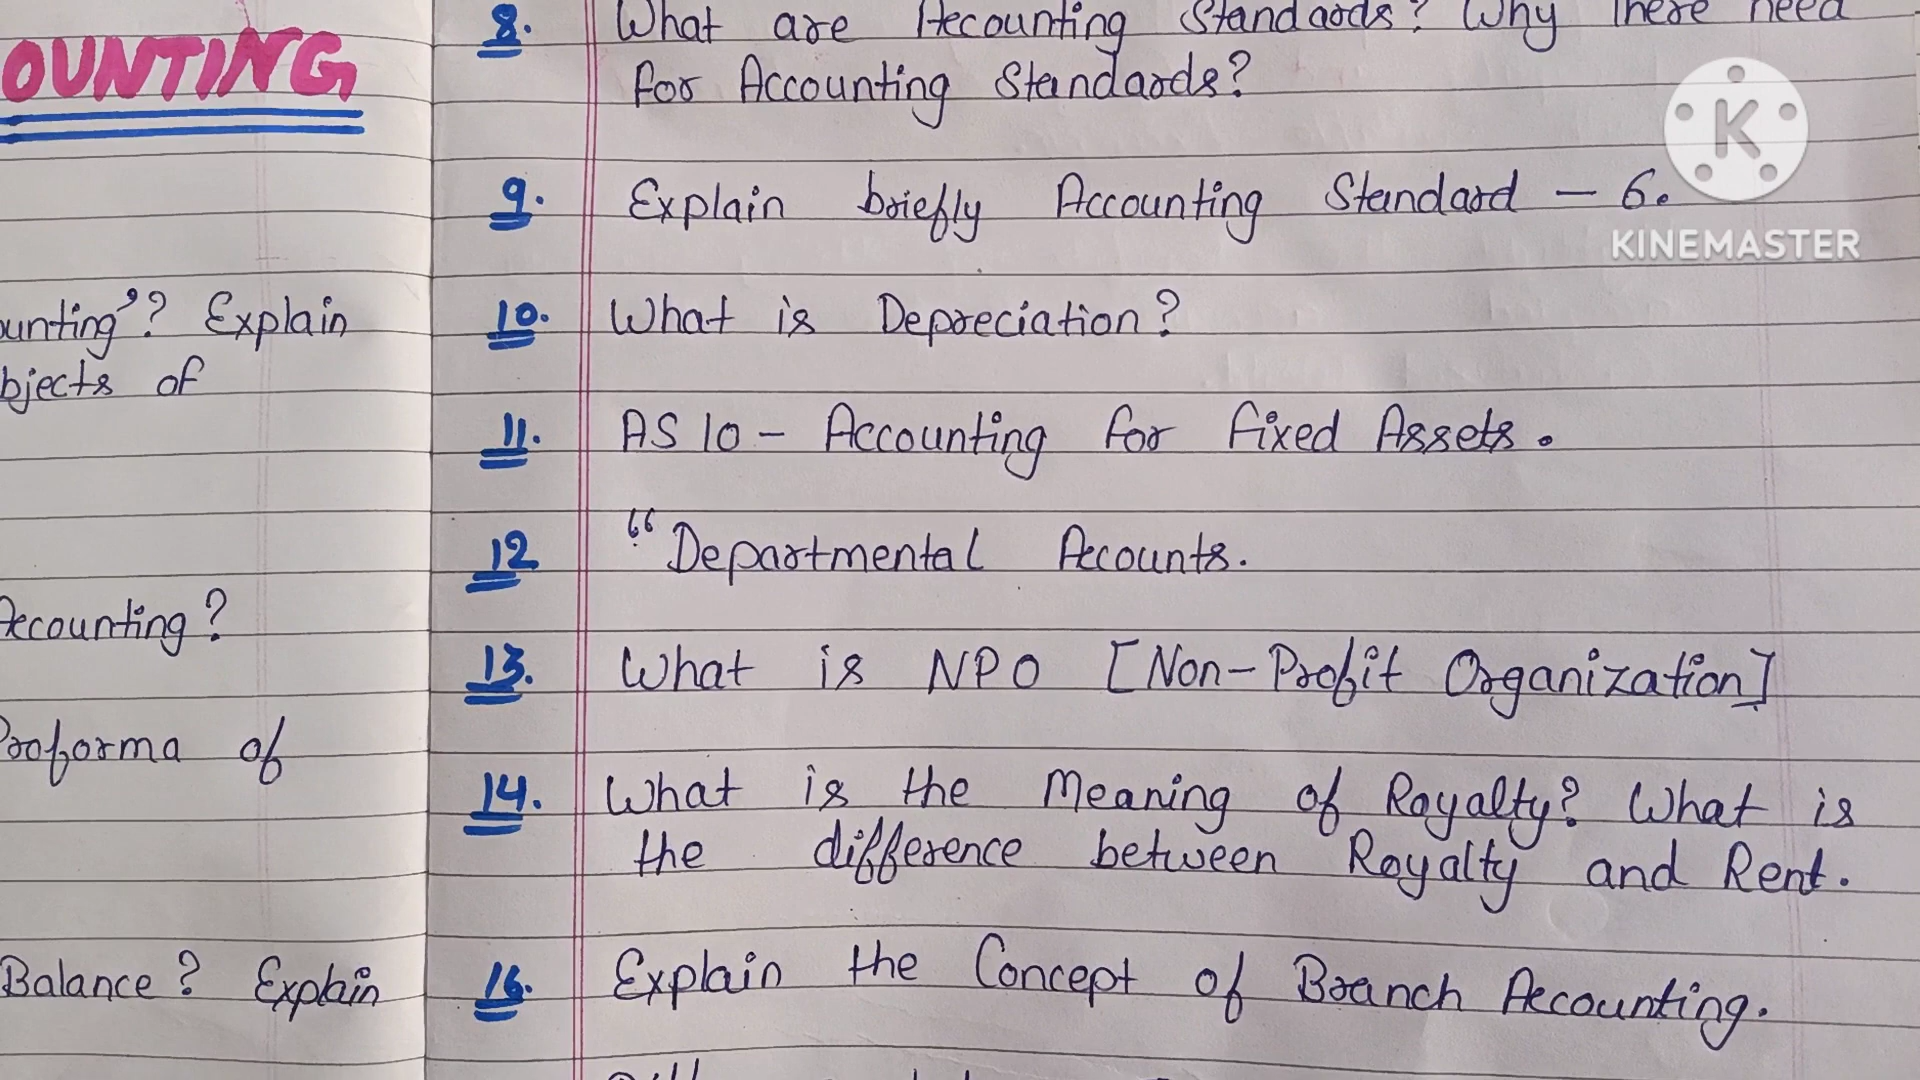 OUNTING
unting’? Explain
bjects of
Accounting?
Proforma of
Balance? Explain
8. What are Accounting Standards? Why There need
for Accounting Standards?
9. Explain briefly Accounting Standard - 6.
10. What is Depreciation?
11. AS 10 - Accounting for Fixed Assets.
12 “Departmental Accounts.
13. What is NPO [Non-Profit Organization]
14. What is the Meaning of Royalty? What is
the difference between Royalty and Rent.
16. Explain the Concept of Branch Accounting.
K
KINEMASTER